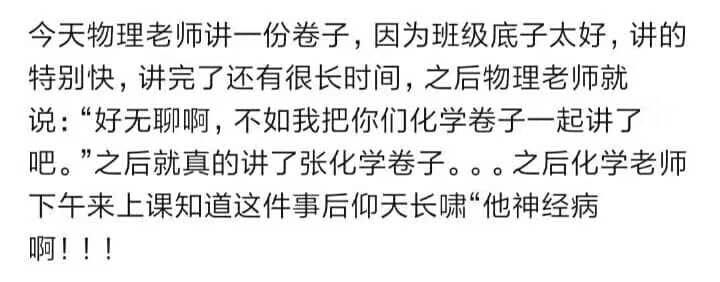 今天物理老师讲一份卷子，因为班级底子太好，讲的
特别快，讲完了还有很长时间，之后物理老师就
说：“好无聊啊，不如我把你们化学卷子一起讲了
吧。”之后就真的讲了张化学卷子。。。之后化学老师
下午来上课知道这件事后仰天长啸“他神经病
啊！！！